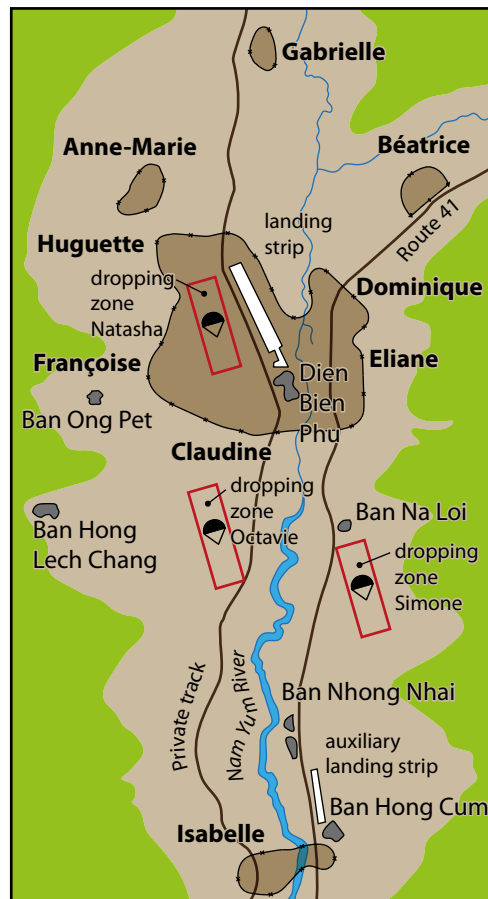 Gabrielle
Anne-Marie
Béatrice
landing
strip
Route 41
Huguette
dropping
zone
Natasha
Dominique
Françoise
Eliane
Dien
Bien
Phu
Ban Ong Pet
Claudine
dropping
zone
Octavie
Ban Hong
Lech Chang
Ban Na Loi
dropping
zone
Simone
Private track
Nam Yum River
Ban Nhong Nhai
auxiliary
landing strip
Ban Hong Cum
Isabelle